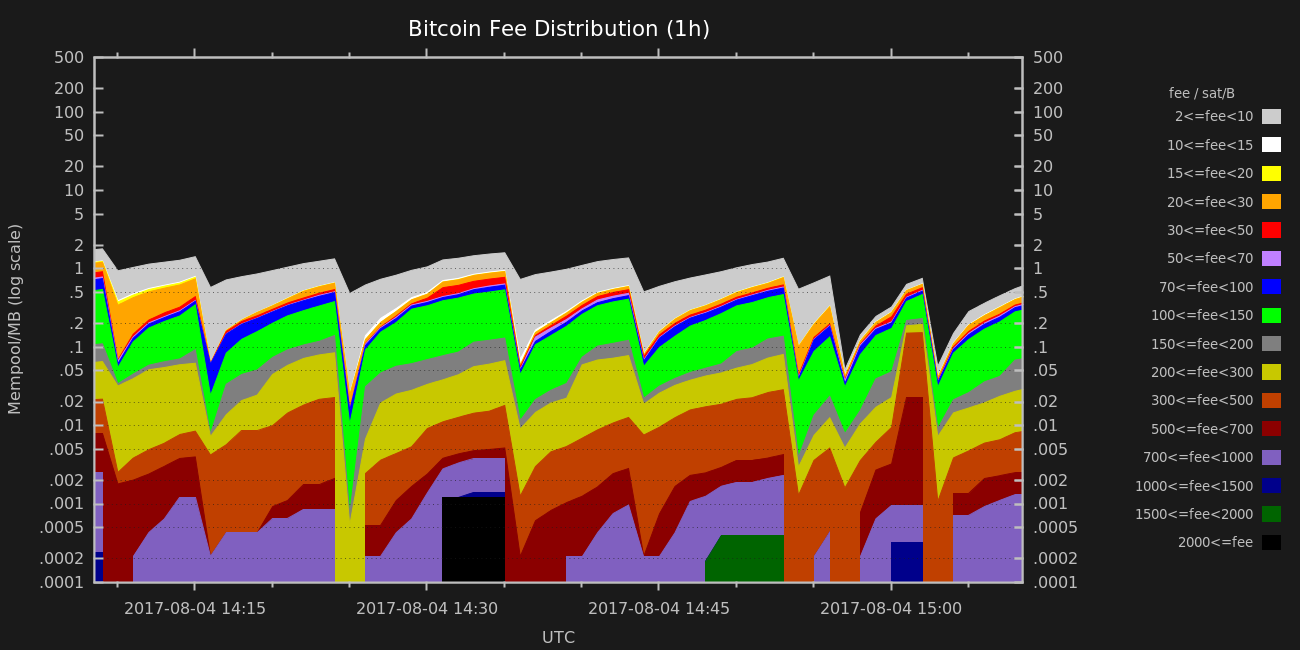 Bitcoin Fee Distribution (1h)
Mempool/MB (log scale)
500
200
100
50
20
10
5
2
1
.5
.2
.1
.05
.02
.01
.005
.002
.001
.0005
.0002
.0001
500
200
100
50
20
10
5
2
1
.5
.2
.1
.05
.02
.01
.005
.002
.001
.0005
.0002
.0001
2017-08-04 14:15
2017-08-04 14:30
2017-08-04 14:45
2017-08-04 15:00
UTC
fee / sat/B
2<=fee<10
10<=fee<15
15<=fee<20
20<=fee<30
30<=fee<50
50<=fee<70
70<=fee<100
100<=fee<150
150<=fee<200
200<=fee<300
300<=fee<500
500<=fee<700
700<=fee<1000
1000<=fee<1500
1500<=fee<2000
2000<=fee